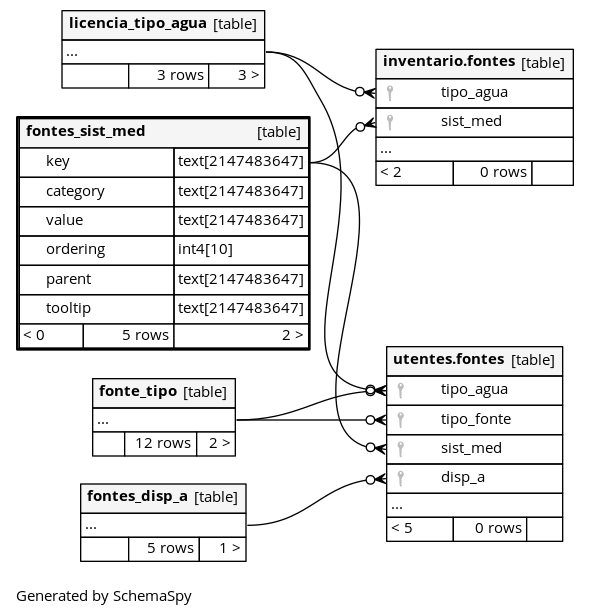 licencia_tipo_agua [table]
...
3 rows 3 >
fontes_sist_med [table]
key text[2147483647]
category text[2147483647]
value text[2147483647]
ordering int4[10]
parent text[2147483647]
tooltip text[2147483647]
< 0 5 rows 2 >
fonte_tipo [table]
...
12 rows 2 >
fontes_disp_a [table]
...
5 rows 1 >
inventario.fontes [table]
tipo_agua
sist_med
...
< 2 0 rows
utentes.fontes [table]
tipo_agua
tipo_fonte
sist_med
disp_a
...
< 5 0 rows
Generated by SchemaSpy